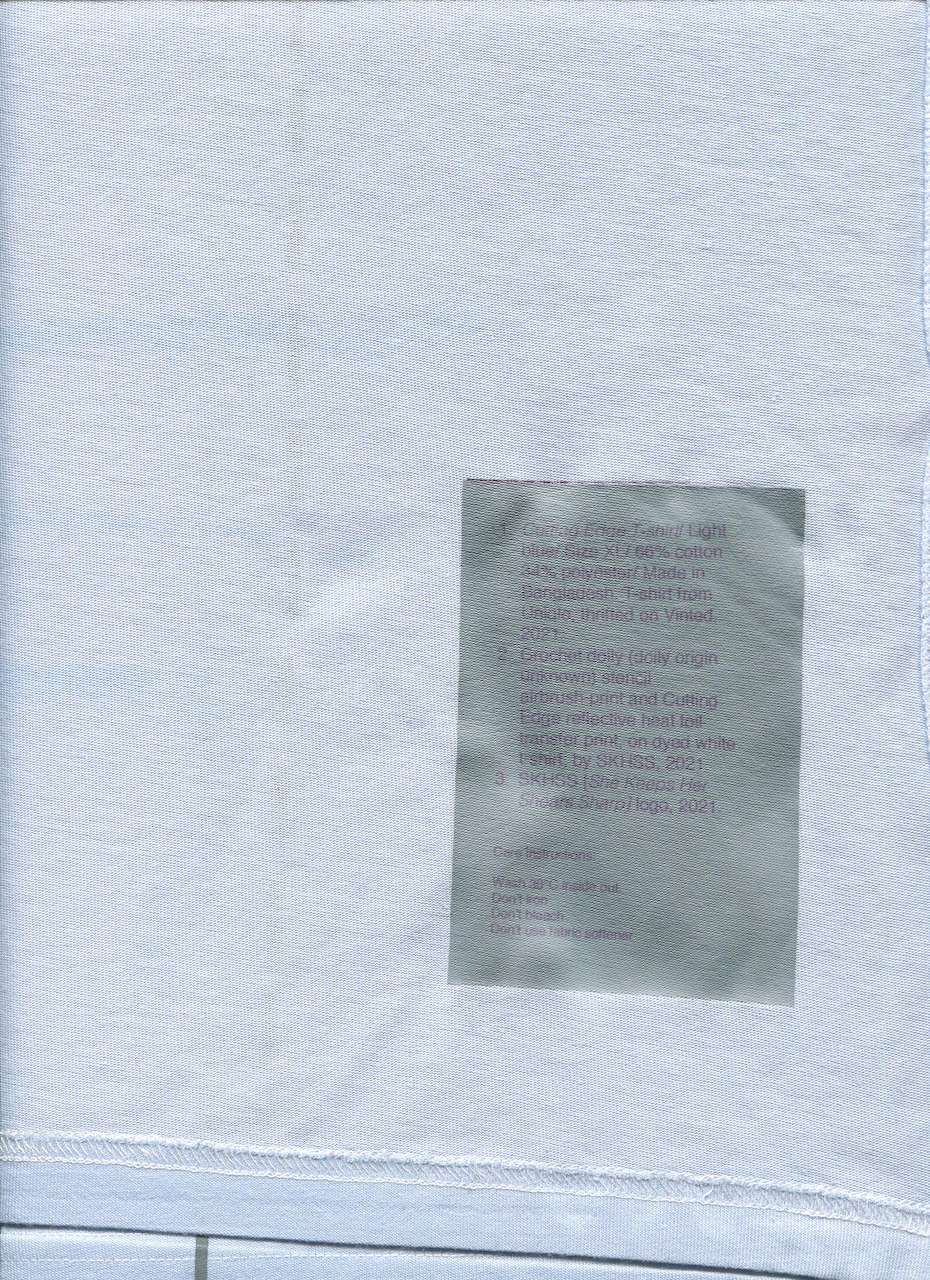 1. Cutting Edge T-shirt/ Light
blue/ Size XL/ 66% cotton
34% polyester/ Made in
Bangladesh. T-shirt from
Uniqlo, thrifted on Vinted,
2021.
2. Crochet doily (doily origin
unknown) stencil
airbrush-print and Cutting
Edge reflective heat foil
transfer print, on dyed white
t-shirt, by SKHSS, 2021.
3. SKHSS [She Keeps Her
Shears Sharp] logo, 2021.
Care instructions:
Wash 30°C inside out.
Don't iron
Don't bleach
Don't use fabric softener